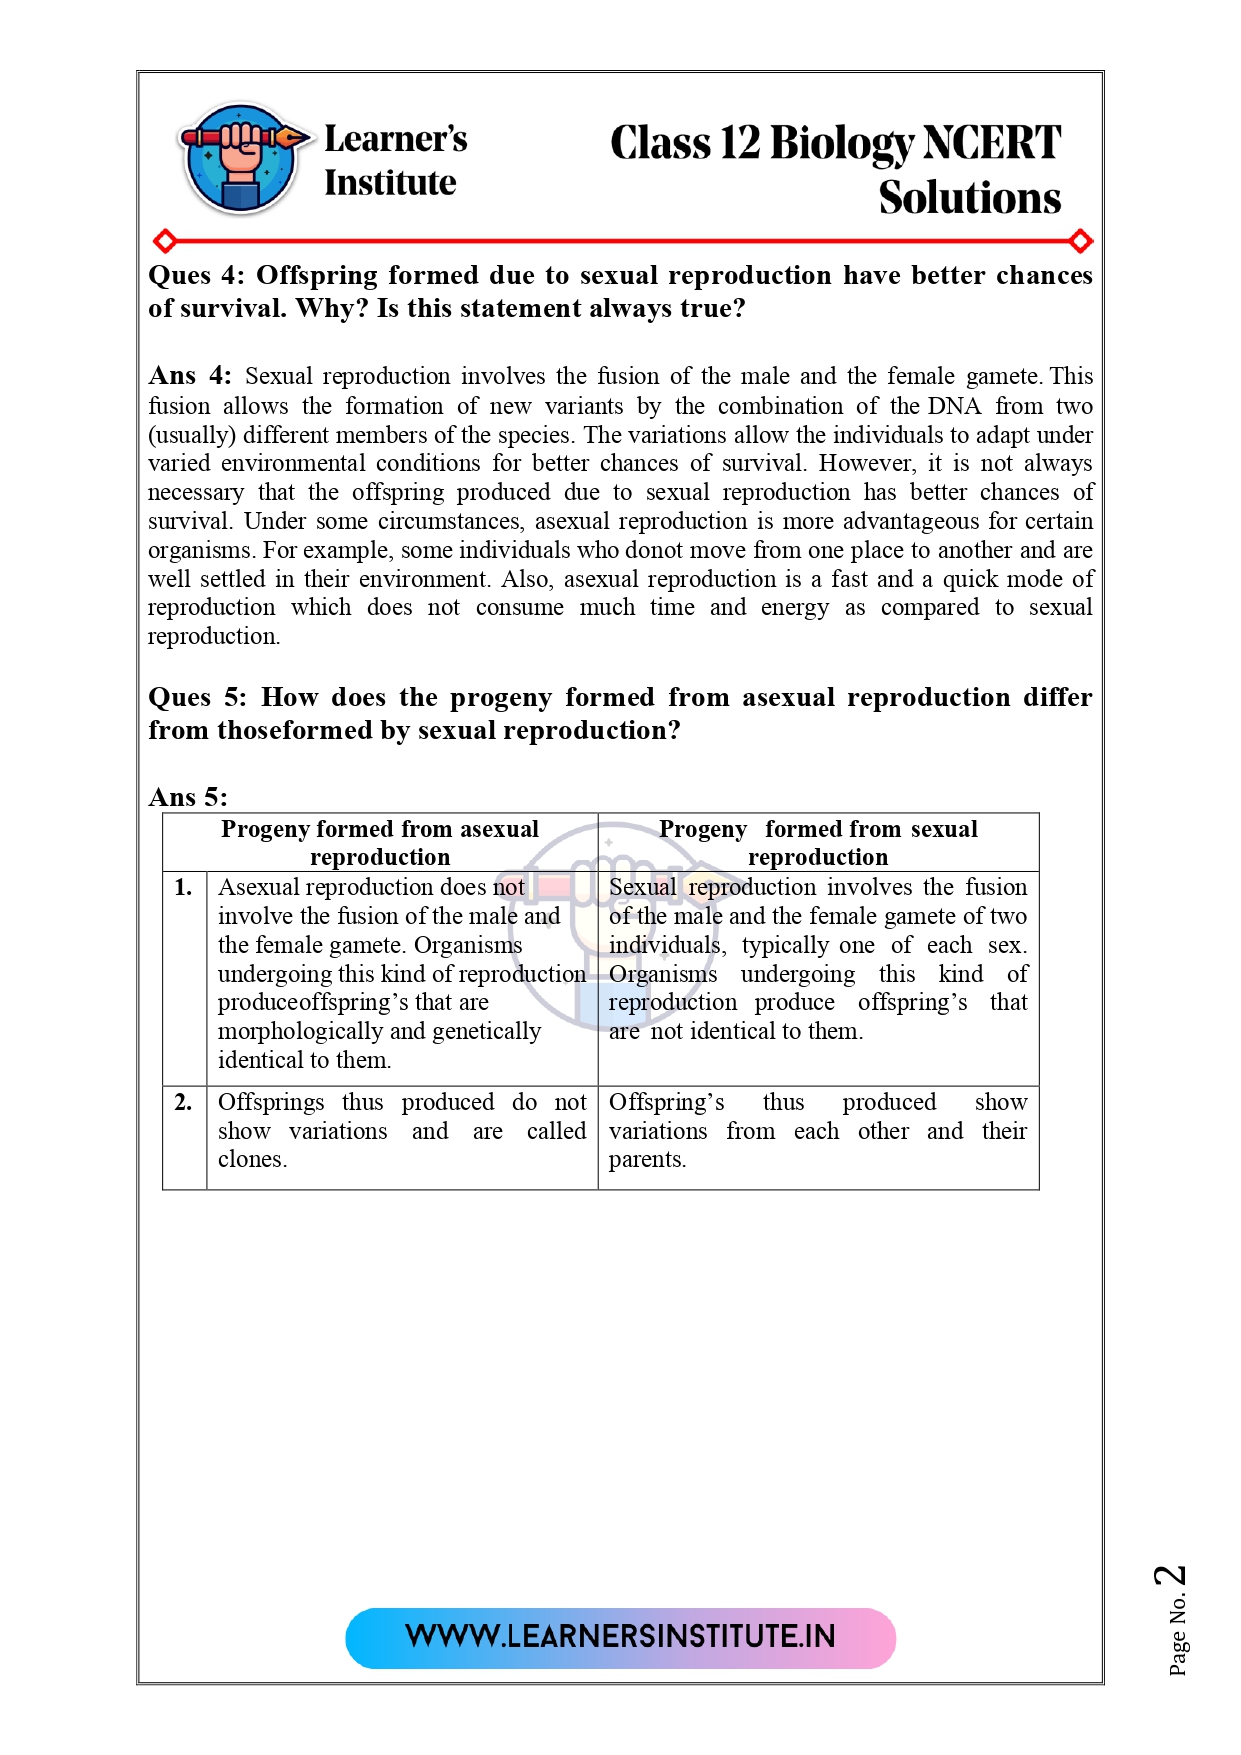 Learner's
Institute
Class 12 Biology NCERT
Solutions
Ques 4: Offspring formed due to sexual reproduction have better chances
of survival. Why? Is this statement always true?
Ans 4: Sexual reproduction involves the fusion of the male and the female gamete. This
fusion allows the formation of new variants by the combination of the DNA from two
(usually) different members of the species. The variations allow the individuals to adapt under
varied environmental conditions for better chances of survival. However, it is not always
necessary that the offspring produced due to sexual reproduction has better chances of
survival. Under some circumstances, asexual reproduction is more advantageous for certain
organisms. For example, some individuals who donot move from one place to another and are
well settled in their environment. Also, asexual reproduction is a fast and a quick mode of
reproduction which does not consume much time and energy as compared to sexual
reproduction.
Ques 5: How does the progeny formed from asexual reproduction differ
from thoseformed by sexual reproduction?
Ans 5:
Progeny formed from asexual
reproduction
Progeny formed from sexual
reproduction
1.
Asexual reproduction does not
involve the fusion of the male and
the female gamete. Organisms
undergoing this kind of reproduction
produceoffspring's that are
morphologically and genetically
identical to them.
Sexual reproduction involves the fusion
of the male and the female gamete of two
individuals, typically one of each sex.
Organisms undergoing this kind of
reproduction produce offspring's that
are not identical to them.
2.
Offsprings thus produced do not
show variations and are called
clones.
Offspring's thus produced show
variations from each other and their
parents.
WWW.LEARNERSINSTITUTE.IN
Page No. 2